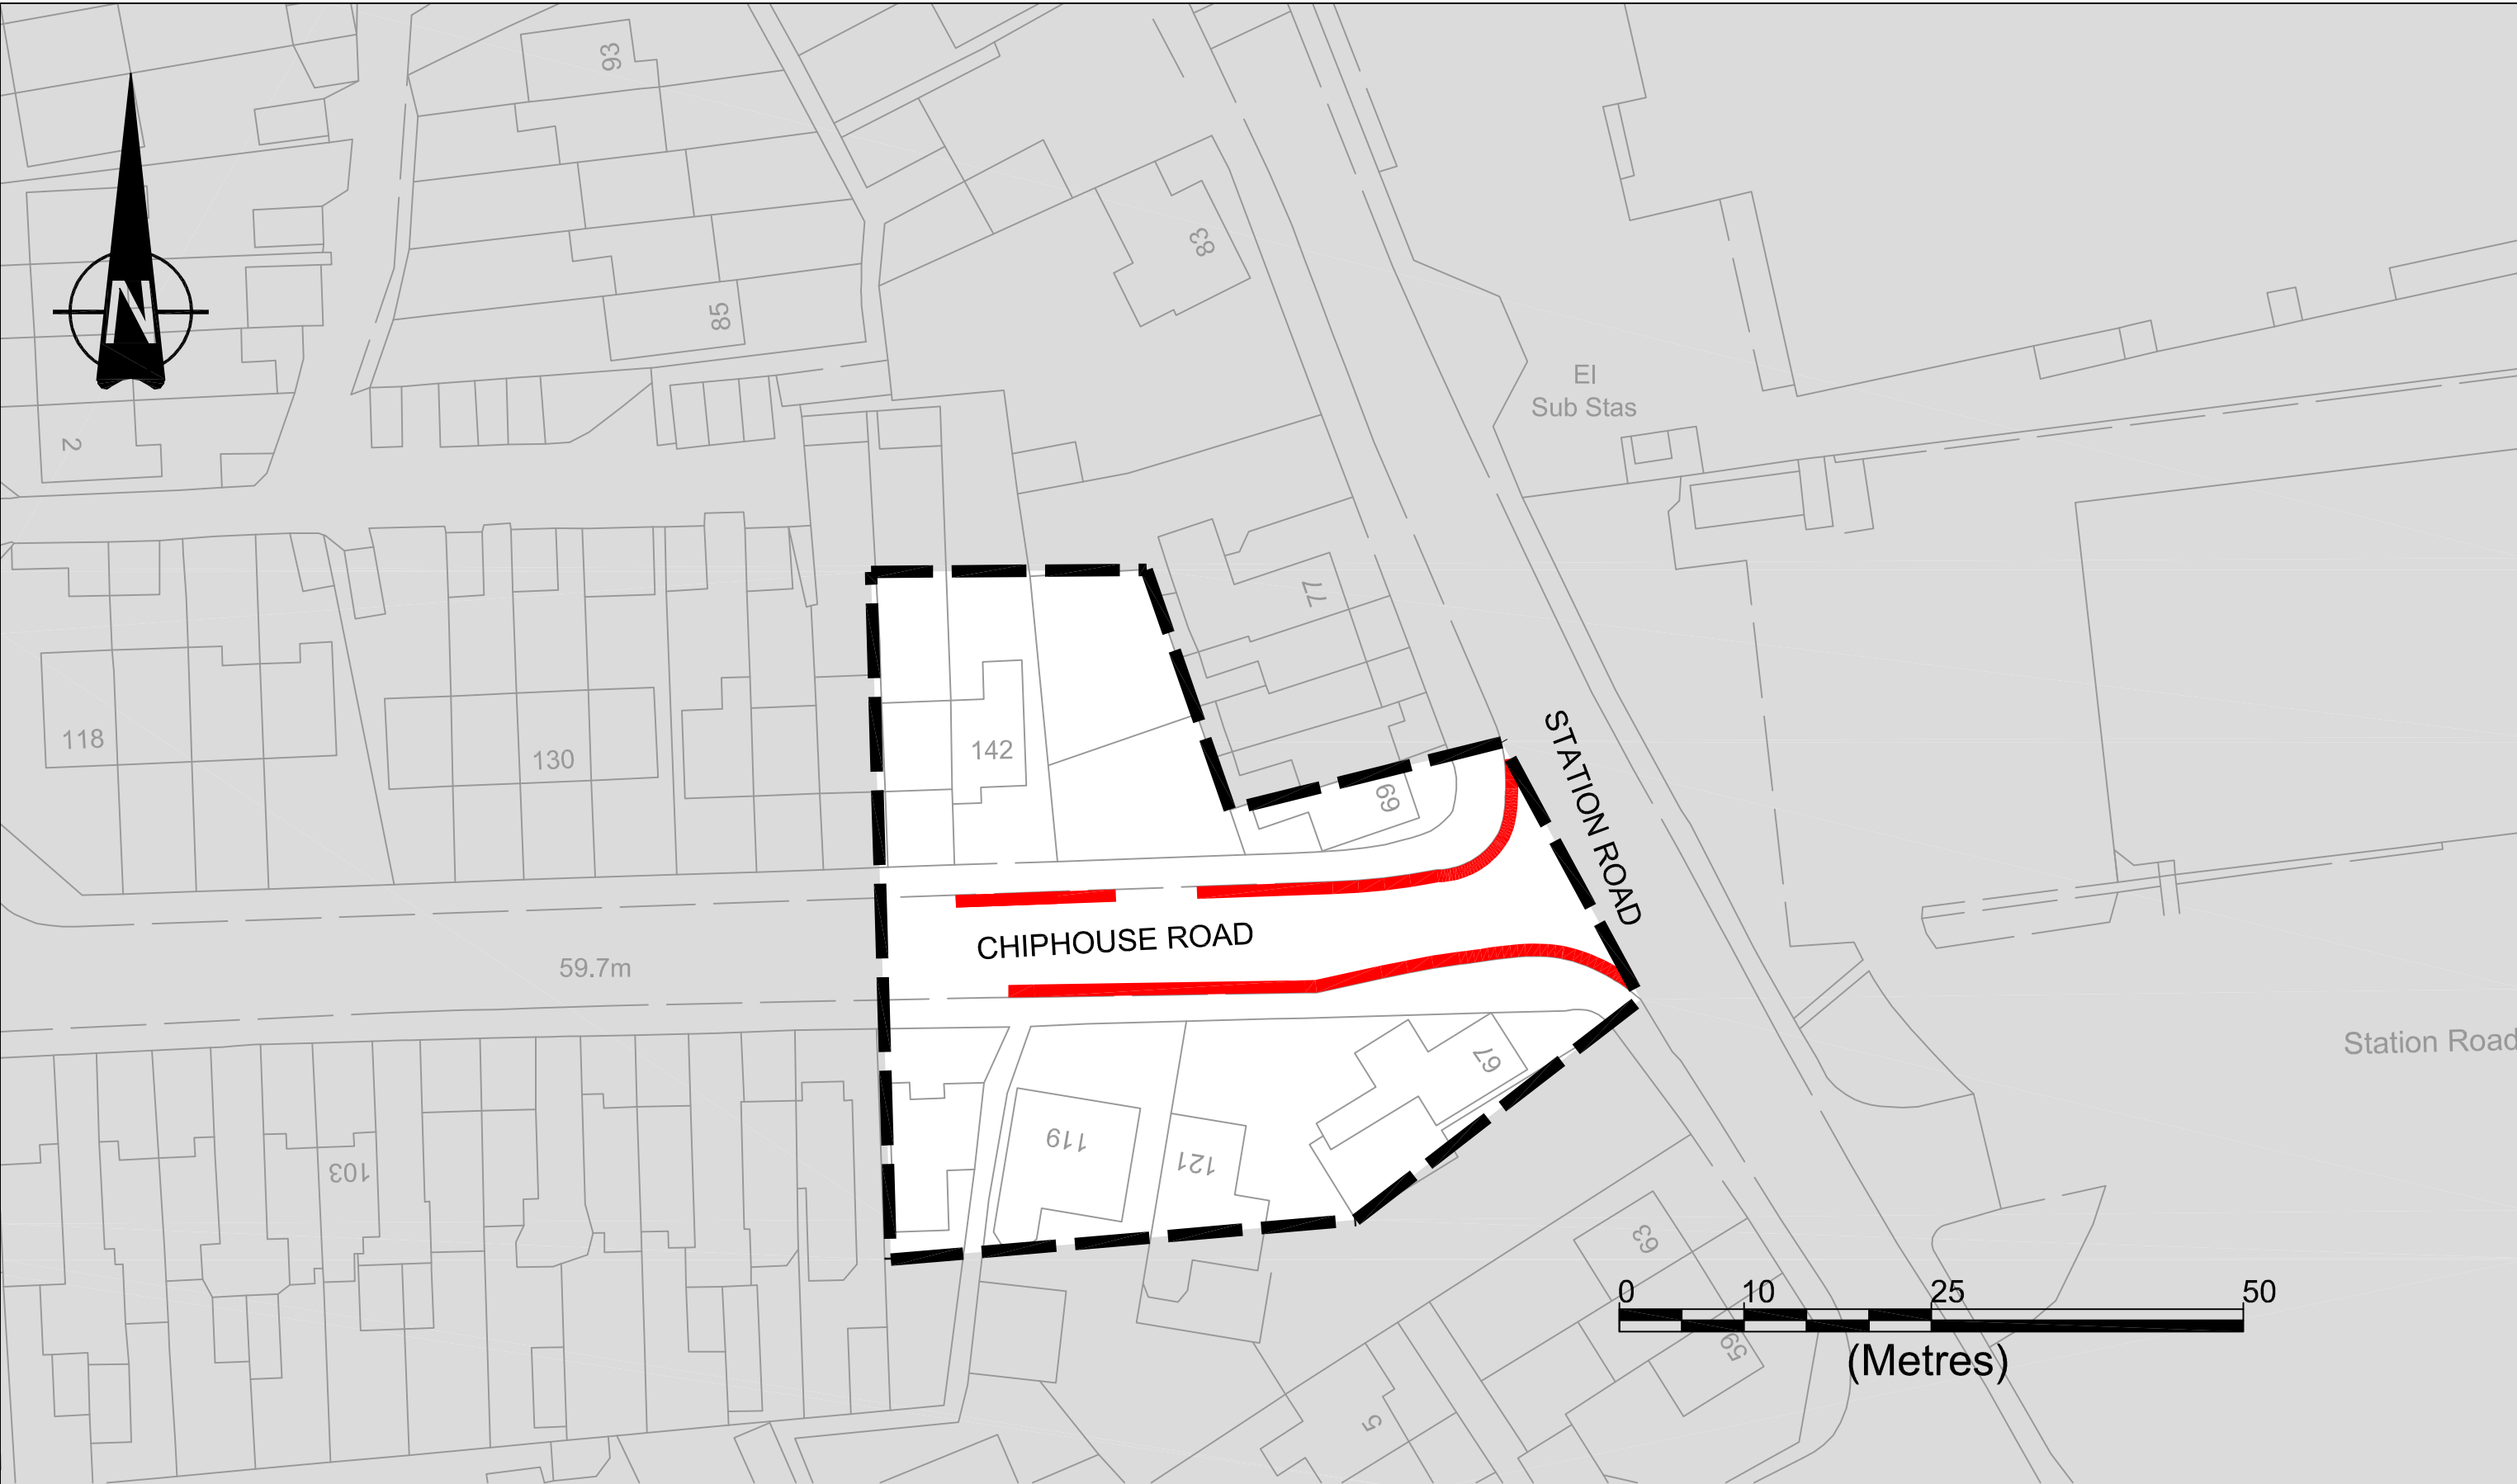 93
83
85
N
El
Sub Stas
2
77
118
130
142
69
STATION ROAD
CHIPHOUSE ROAD
59.7m
Station Road
67
119
121
103
63
0 10 25 50
59
(Metres)
5